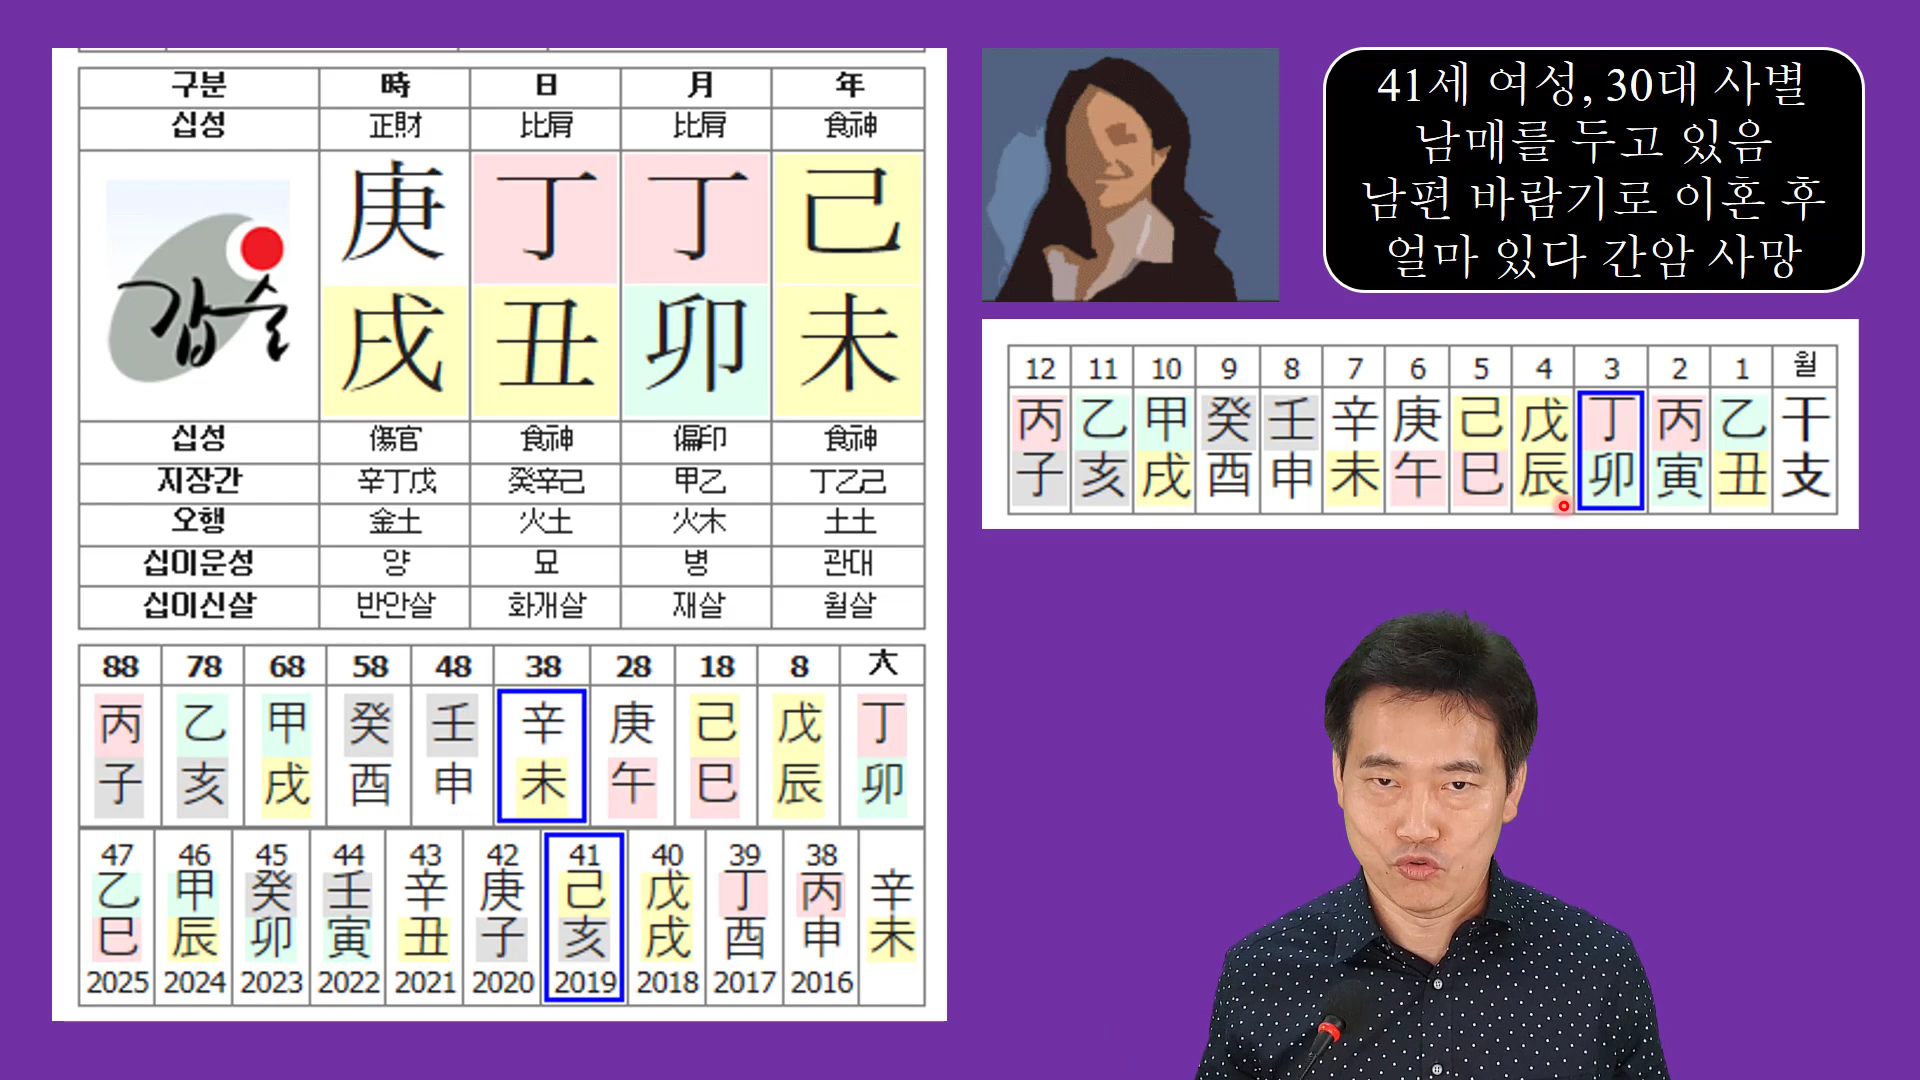 구분 時 日 月 年
십성 正財 比肩 比肩 食神
庚 丁 丁 己
갑술
戌 丑 卯 未
십성 傷官 食神 偏印 食神
지장간 辛丁戊 癸辛己 甲乙 丁乙己
오행 金土 火土 火木 土土
십이운성 양 묘 병 관대
십이신살 반안살 화개살 재살 월살
88 78 68 58 48 38 28 18 8 大
丙 乙 甲 癸 壬 辛 庚 己 戊 丁
子 亥 戌 酉 申 未 午 巳 辰 卯
47 46 45 44 43 42 41 40 39 38
乙 甲 癸 壬 辛 庚 己 戊 丁 丙 辛
巳 辰 卯 寅 丑 子 亥 戌 酉 申 未
2025 2024 2023 2022 2021 2020 2019 2018 2017 2016
41세 여성, 30대 사별
남매를 두고 있음
남편 바람기로 이혼 후
얼마 있다 간암 사망
12 11 10 9 8 7 6 5 4 3 2 1 월
丙 乙 甲 癸 壬 辛 庚 己 戊 丁 丙 乙 干
子 亥 戌 酉 申 未 午 巳 辰 卯 寅 丑 支